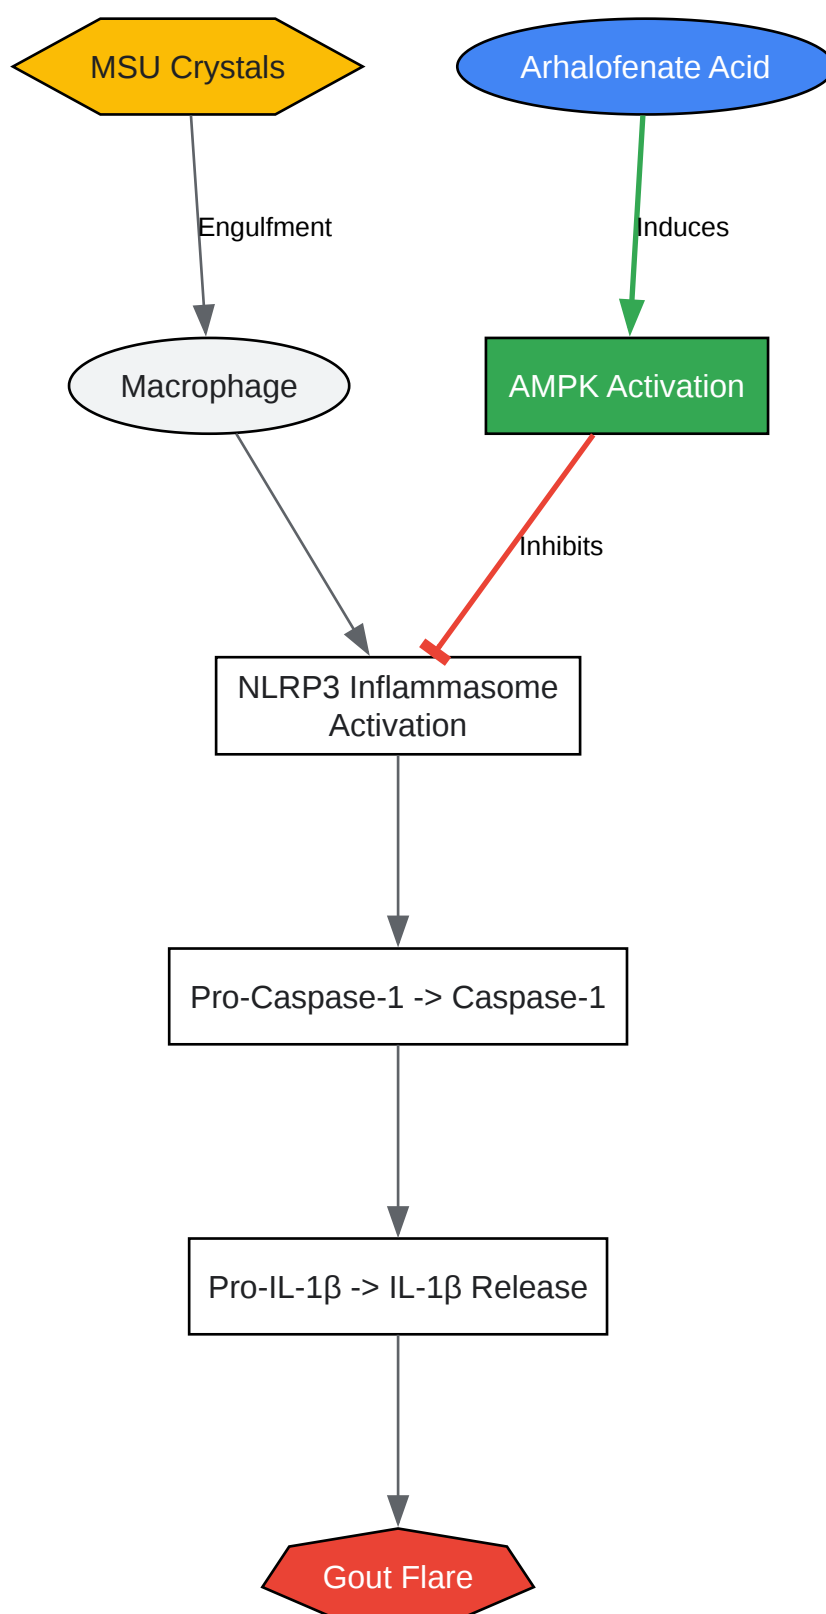 MSU Crystals
Arhalofenate Acid
Engulfment
Induces
Macrophage
AMPK Activation
Inhibits
NLRP3 Inflammasome
Activation
Pro-Caspase-1 -> Caspase-1
Pro-IL-1β -> IL-1β Release
Gout Flare